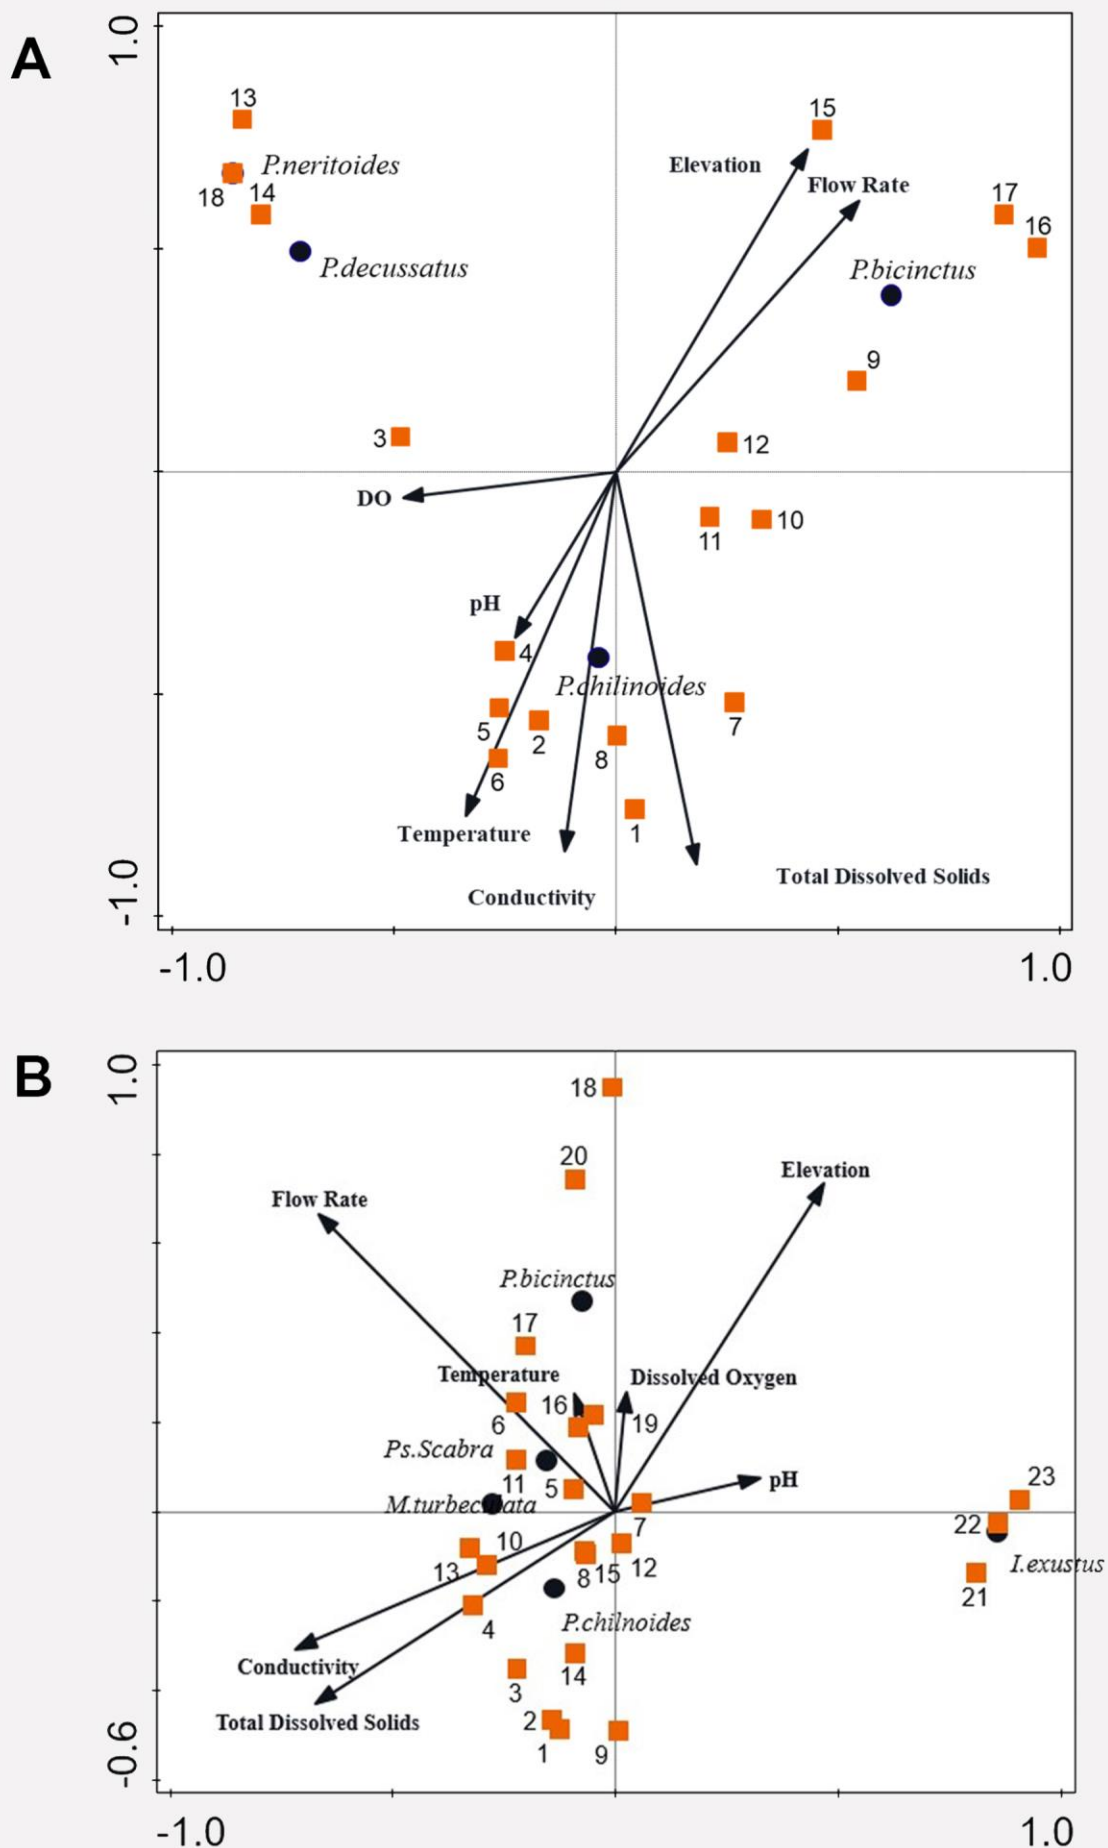 A
1.0
13
15
Elevation
P.neritoides
Flow Rate
18
14
17
16
P.decussatus
P.bicinctus
9
3
12
DO
10
11
pH
4
P.chilinoides
5
2
8
7
6
Temperature
1
Total Dissolved Solids
Conductivity
-1.0
-1.0
1.0
B
1.0
18
20
Elevation
Flow Rate
P.bicinctus
17
Temperature
Dissolved Oxygen
16
19
6
Ps.Scabra
11
5
pH
23
M.turbeculata
7
22
10
13
8
15
12
I.exustus
21
4
P.chilnoides
Conductivity
14
3
Total Dissolved Solids
2
1
9
-0.6
-1.0
1.0